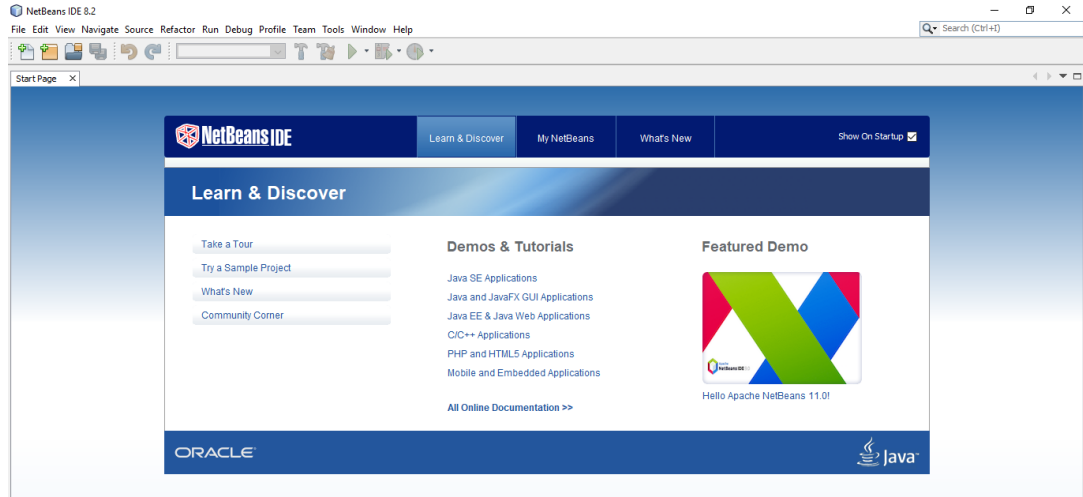 NetBeans IDE 8.2
File Edit View Navigate Source Refactor Run Debug Profile Team Tools Window Help
Search (Ctrl+I)
Start Page
NetBeans IDE
Learn & Discover
My NetBeans
What's New
Show On Startup
Learn & Discover
Take a Tour
Try a Sample Project
What's New
Community Corner
Demos & Tutorials
Java SE Applications
Java and JavaFX GUI Applications
Java EE & Java Web Applications
C/C++ Applications
PHP and HTML5 Applications
Mobile and Embedded Applications
All Online Documentation >>
Featured Demo
NetBeans IDE
Hello Apache NetBeans 11.0!
ORACLE
Java